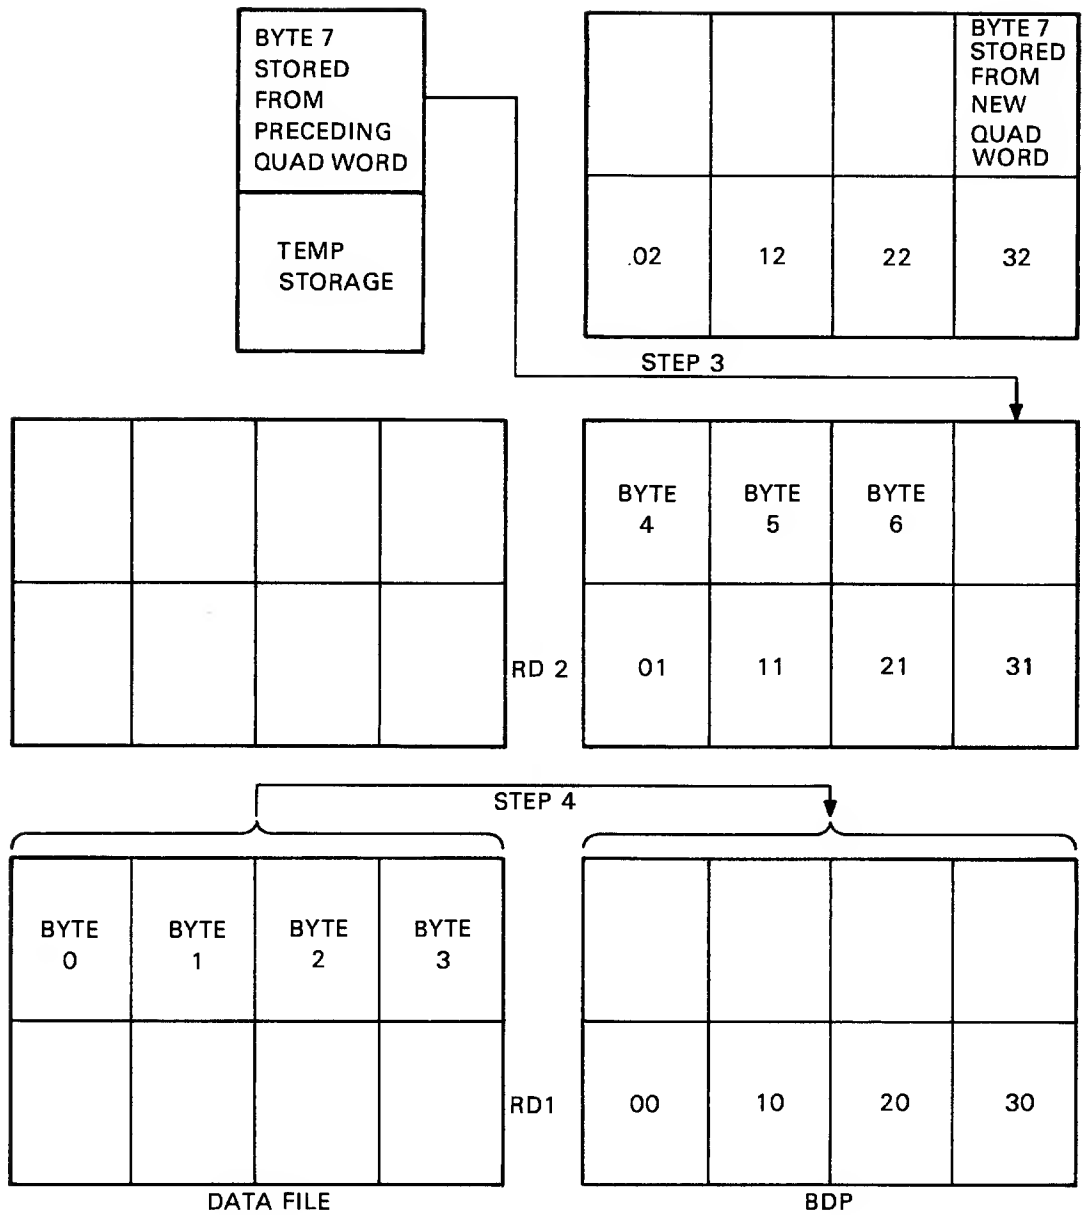 BYTE 7
STORED
FROM
PRECEDING
QUAD WORD
TEMP
STORAGE
BYTE 7
STORED
FROM
NEW
QUAD
WORD
.02 12 22 32
STEP 3
BYTE
4
BYTE
5
BYTE
6
RD 2 01 11 21 31
STEP 4
BYTE
0
BYTE
1
BYTE
2
BYTE
3
RD1 00 10 20 30
DATA FILE
BDP